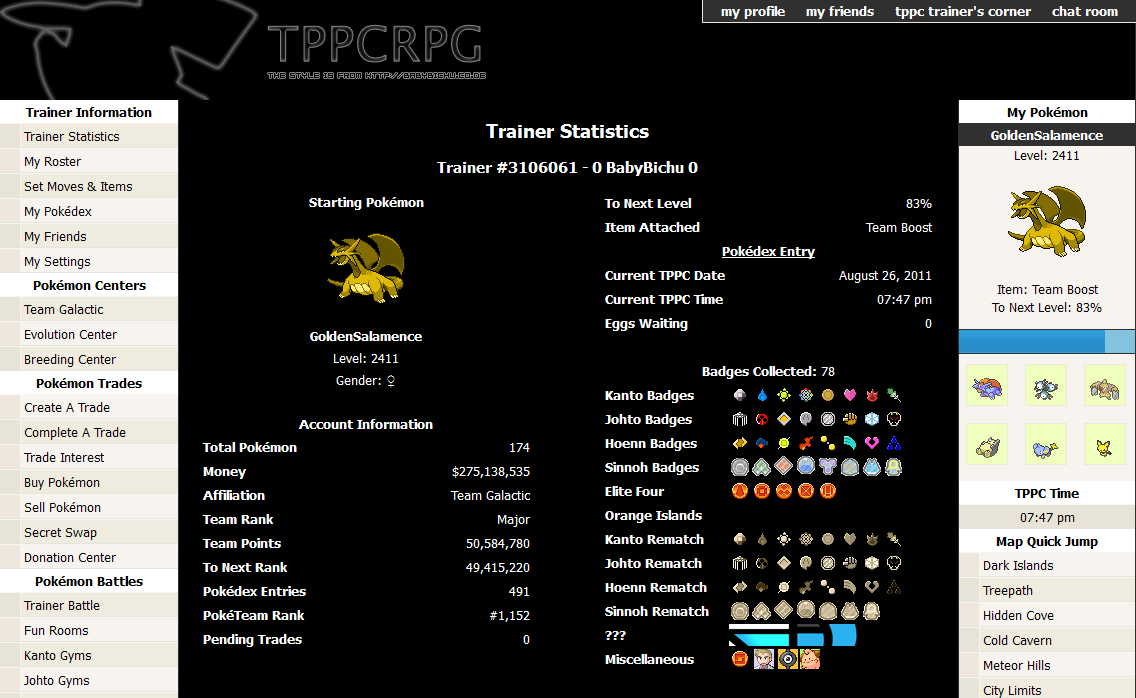 my profile my friends tppc trainer's corner chat room
TPPCRPG
THE STYLE IS FROM HTTP://BABYBICHU.CO.DE
Trainer Information
Trainer Statistics
My Roster
Set Moves & Items
My Pokédex
My Friends
My Settings
Pokémon Centers
Team Galactic
Evolution Center
Breeding Center
Pokémon Trades
Create A Trade
Complete A Trade
Trade Interest
Buy Pokémon
Sell Pokémon
Secret Swap
Donation Center
Pokémon Battles
Trainer Battle
Fun Rooms
Kanto Gyms
Johto Gyms
Trainer Statistics
Trainer #3106061 - 0 BabyBichu 0
Starting Pokémon
GoldenSalamence
Level: 2411
Gender: ♀
Account Information
Total Pokémon 174
Money $275,138,535
Affiliation Team Galactic
Team Rank Major
Team Points 50,584,780
To Next Rank 49,415,220
Pokédex Entries 491
PokéTeam Rank #1,152
Pending Trades 0
To Next Level 83%
Item Attached Team Boost
Pokédex Entry
Current TPPC Date August 26, 2011
Current TPPC Time 07:47 pm
Eggs Waiting 0
Badges Collected: 78
Kanto Badges
Johto Badges
Hoenn Badges
Sinnoh Badges
Elite Four
Orange Islands
Kanto Rematch
Johto Rematch
Hoenn Rematch
Sinnoh Rematch
???
Miscellaneous
My Pokémon
GoldenSalamence
Level: 2411
Item: Team Boost
To Next Level: 83%
TPPC Time
07:47 pm
Map Quick Jump
Dark Islands
Treepath
Hidden Cove
Cold Cavern
Meteor Hills
City Limits